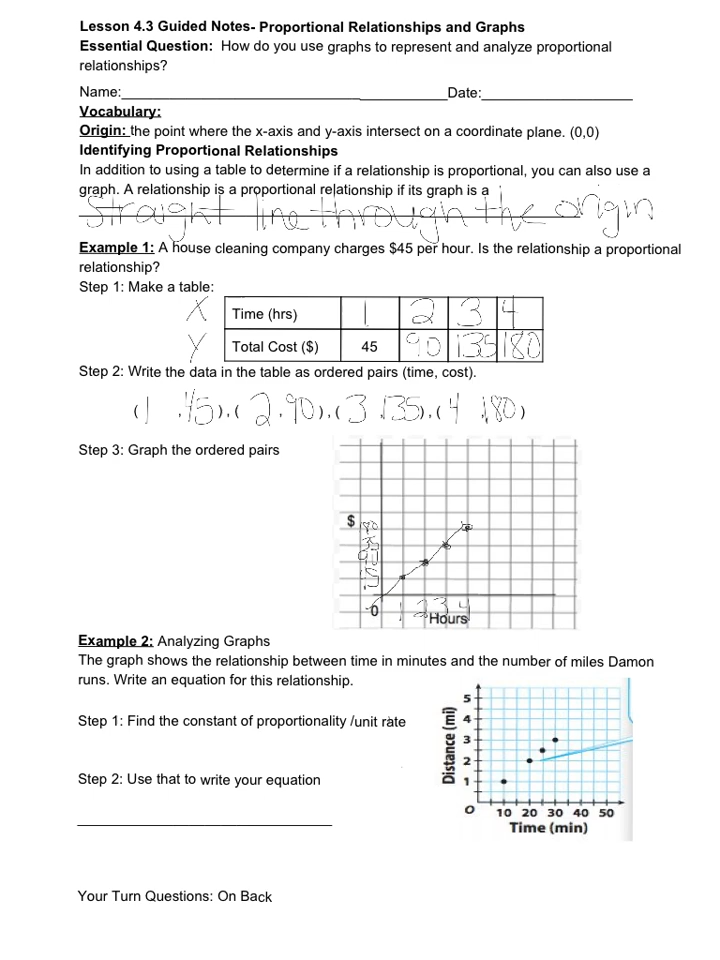 Lesson 4.3 Guided Notes- Proportional Relationships and Graphs
Essential Question: How do you use graphs to represent and analyze proportional
relationships?
Name:__________ Date:__________
Vocabulary:
Origin: the point where the x-axis and y-axis intersect on a coordinate plane. (0,0)
Identifying Proportional Relationships
In addition to using a table to determine if a relationship is proportional, you can also use a
graph. A relationship is a proportional relationship if its graph is a
Straight line through the origin
Example 1: A house cleaning company charges $45 per hour. Is the relationship a proportional
relationship?
Step 1: Make a table:
X Time (hrs) 1 2 3 4
Y Total Cost ($) 45 90 135 180
Step 2: Write the data in the table as ordered pairs (time, cost).
(1 ,45),( 2,90),(3,135),(4 ,180)
Step 3: Graph the ordered pairs
$
0 1 2 3 4
Hours
Example 2: Analyzing Graphs
The graph shows the relationship between time in minutes and the number of miles Damon
runs. Write an equation for this relationship.
Step 1: Find the constant of proportionality /unit rate
Step 2: Use that to write your equation
Distance (mi)
5
4
3
2
1
O 10 20 30 40 50
Time (min)
Your Turn Questions: On Back